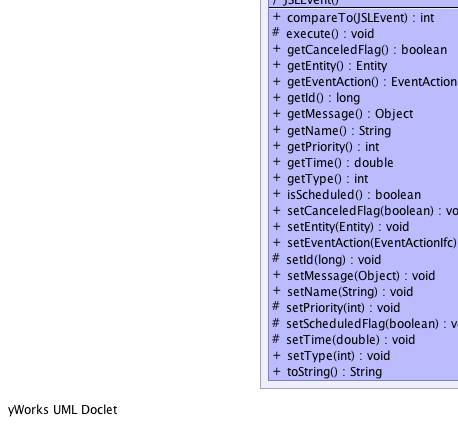 JSLEvent()
+ compareTo(JSLEvent) : int
# execute() : void
+ getCanceledFlag() : boolean
+ getEntity() : Entity
+ getEventAction() : EventAction
+ getId() : long
+ getMessage() : Object
+ getName() : String
+ getPriority() : int
+ getTime() : double
+ getType() : int
+ isScheduled() : boolean
+ setCanceledFlag(boolean) : vo
+ setEntity(Entity) : void
+ setEventAction(EventActionIfc)
# setId(long) : void
+ setMessage(Object) : void
+ setName(String) : void
# setPriority(int) : void
# setScheduledFlag(boolean) : v
# setTime(double) : void
+ setType(int) : void
+ toString() : String
yWorks UML Doclet